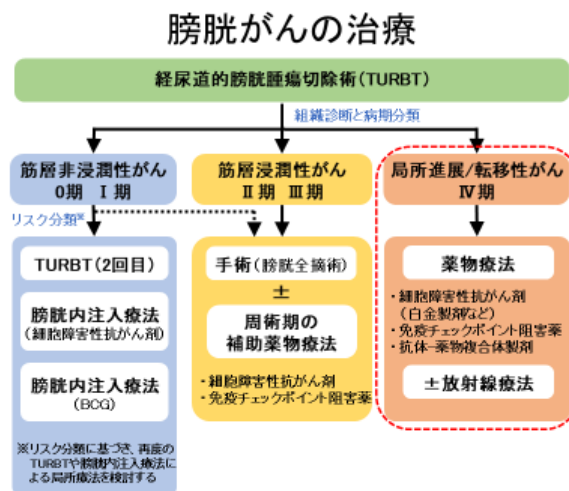 膀胱がんの治療
経尿道的膀胱腫瘍切除術(TURBT)
組織診断と病期分類
筋層非浸潤性がん
0期 Ⅰ期
リスク分類※
TURBT(2回目)
膀胱内注入療法
(細胞障害性抗がん剤)
膀胱内注入療法
(BCG)
※リスク分類に基づき、再度の
TURBTや膀胱内注入療法に
よる局所療法を検討する
筋層浸潤性がん
Ⅱ期 Ⅲ期
手術(膀胱全摘術)
±
周術期の
補助薬物療法
・細胞障害性抗がん剤
・免疫チェックポイント阻害薬
局所進展/転移性がん
Ⅳ期
薬物療法
・細胞障害性抗がん剤
(白金製剤など)
・免疫チェックポイント阻害薬
・抗体-薬物複合体製剤
±放射線療法